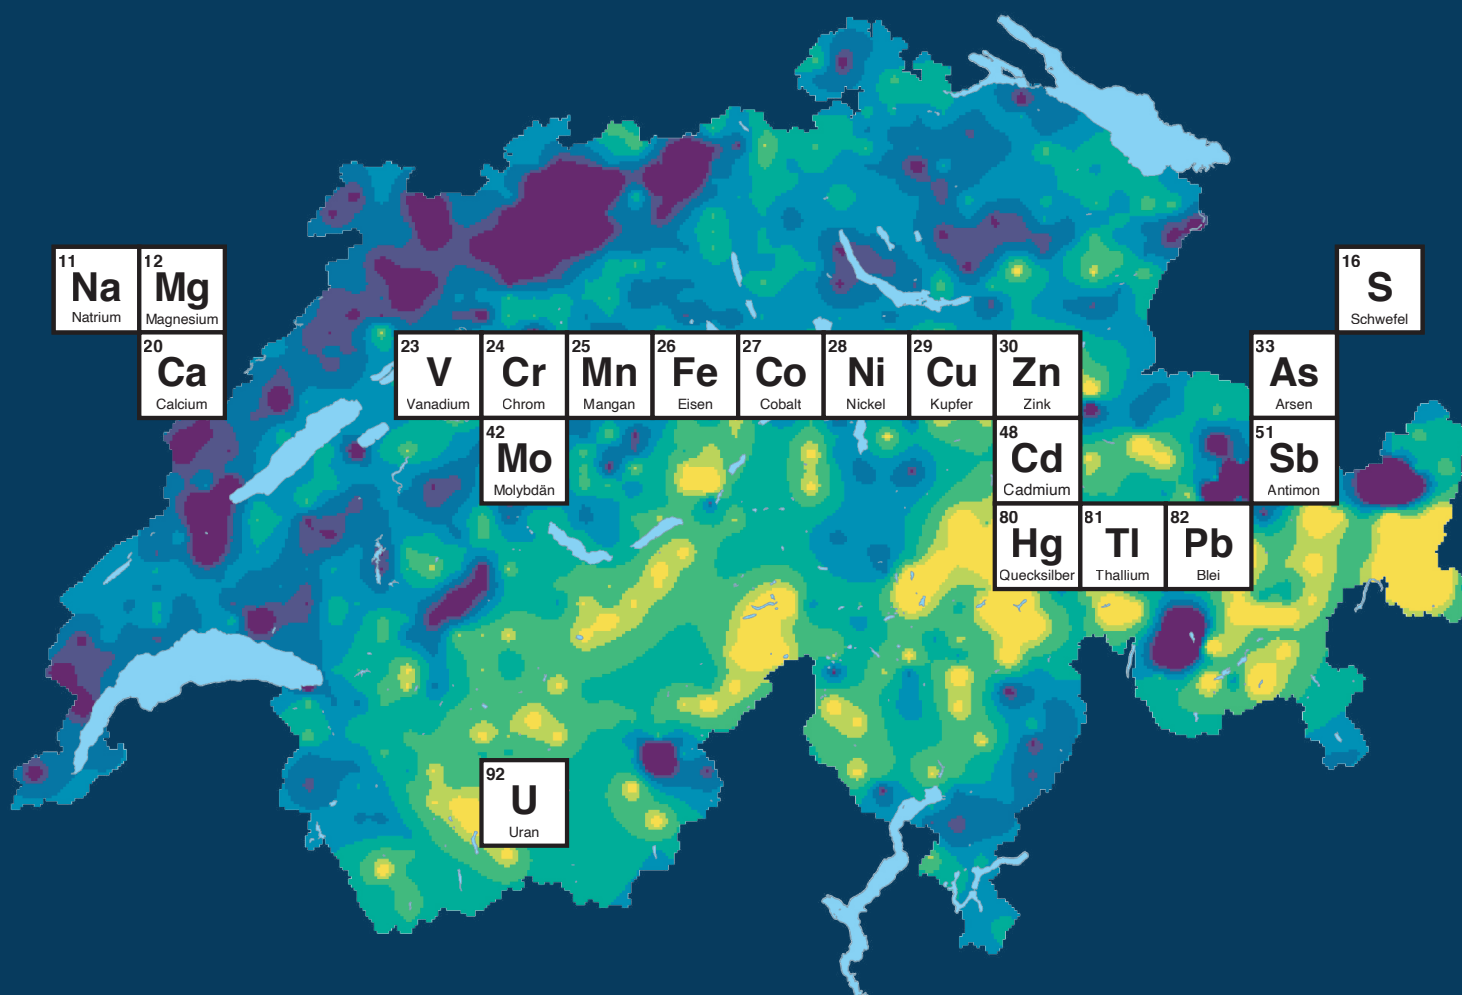 11
Na
Natrium
12
Mg
Magnesium
16
S
Schwefel
20
Ca
Calcium
23
V
Vanadium
24
Cr
Chrom
25
Mn
Mangan
26
Fe
Eisen
27
Co
Cobalt
28
Ni
Nickel
29
Cu
Kupfer
30
Zn
Zink
33
As
Arsen
42
Mo
Molybdän
48
Cd
Cadmium
51
Sb
Antimon
80
Hg
Quecksilber
81
Tl
Thallium
82
Pb
Blei
92
U
Uran